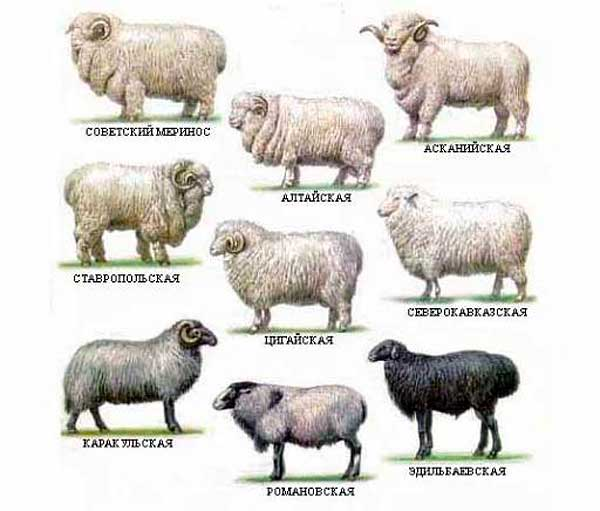 СОВЕТСКИЙ МЕРИНОС
АСКАНИЙСКАЯ
АЛТАЙСКАЯ
СТАВРОПОЛЬСКАЯ
СЕВЕРОКАВКАЗСКАЯ
ЦИГАЙСКАЯ
КАРАКУЛЬСКАЯ
ЭДИЛЬБАЕВСКАЯ
РОМАНОВСКАЯ